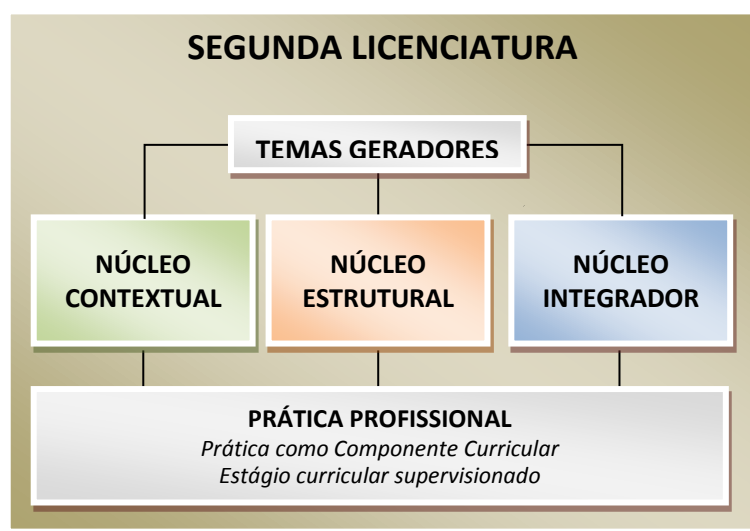 SEGUNDA LICENCIATURA
TEMAS GERADORES
NÚCLEO
CONTEXTUAL
NÚCLEO
ESTRUTURAL
NÚCLEO
INTEGRADOR
PRÁTICA PROFISSIONAL
Prática como Componente Curricular
Estágio curricular supervisionado